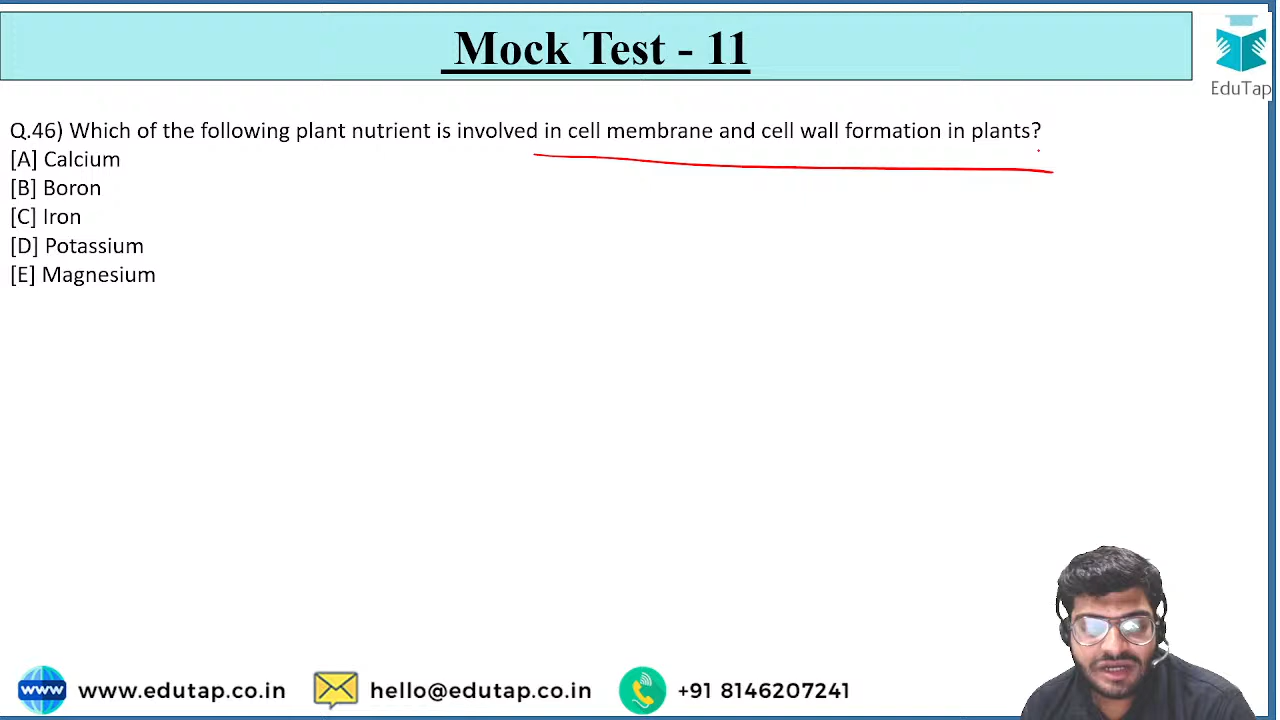 Mock Test - 11
EduTap
Q.46) Which of the following plant nutrient is involved in cell membrane and cell wall formation in plants?
[A] Calcium
[B] Boron
[C] Iron
[D] Potassium
[E] Magnesium
www www.edutap.co.in hello@edutap.co.in +91 8146207241